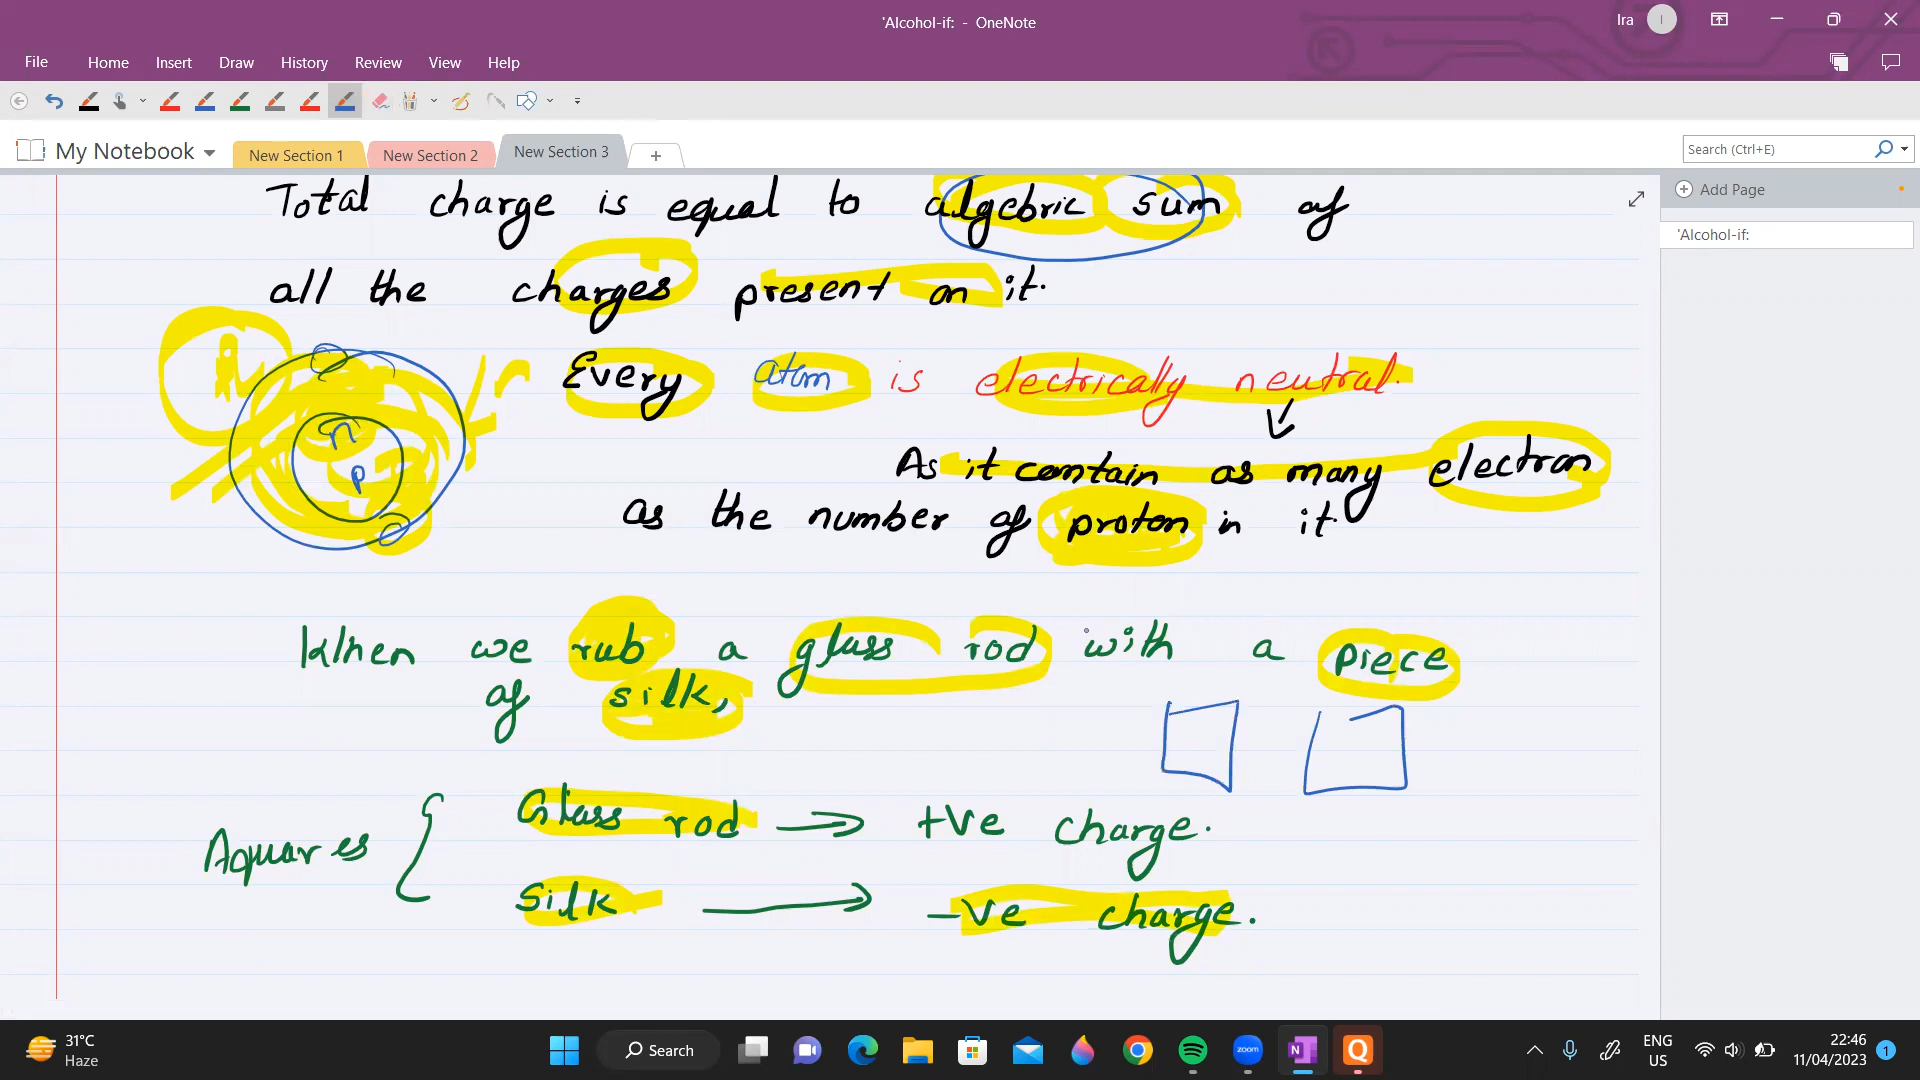 'Alcohol-if: - OneNote
Ira
I
File Home Insert Draw History Review View Help
My Notebook
New Section 1
New Section 2
New Section 3
Search (Ctrl+E)
Add Page
'Alcohol-if:
Total charge is equal to algebric sum of
all the charges present on it.
Every atom is electrically neutral.
As it contain as many electron
as the number of proton in it.
n
p
When we rub a glass rod with a piece
of silk,
Aquares
Glass rod → +ve charge.
Silk → -ve charge.
31°C
Haze
Search
zoom
N
Q
ENG
US
22:46
11/04/2023
1